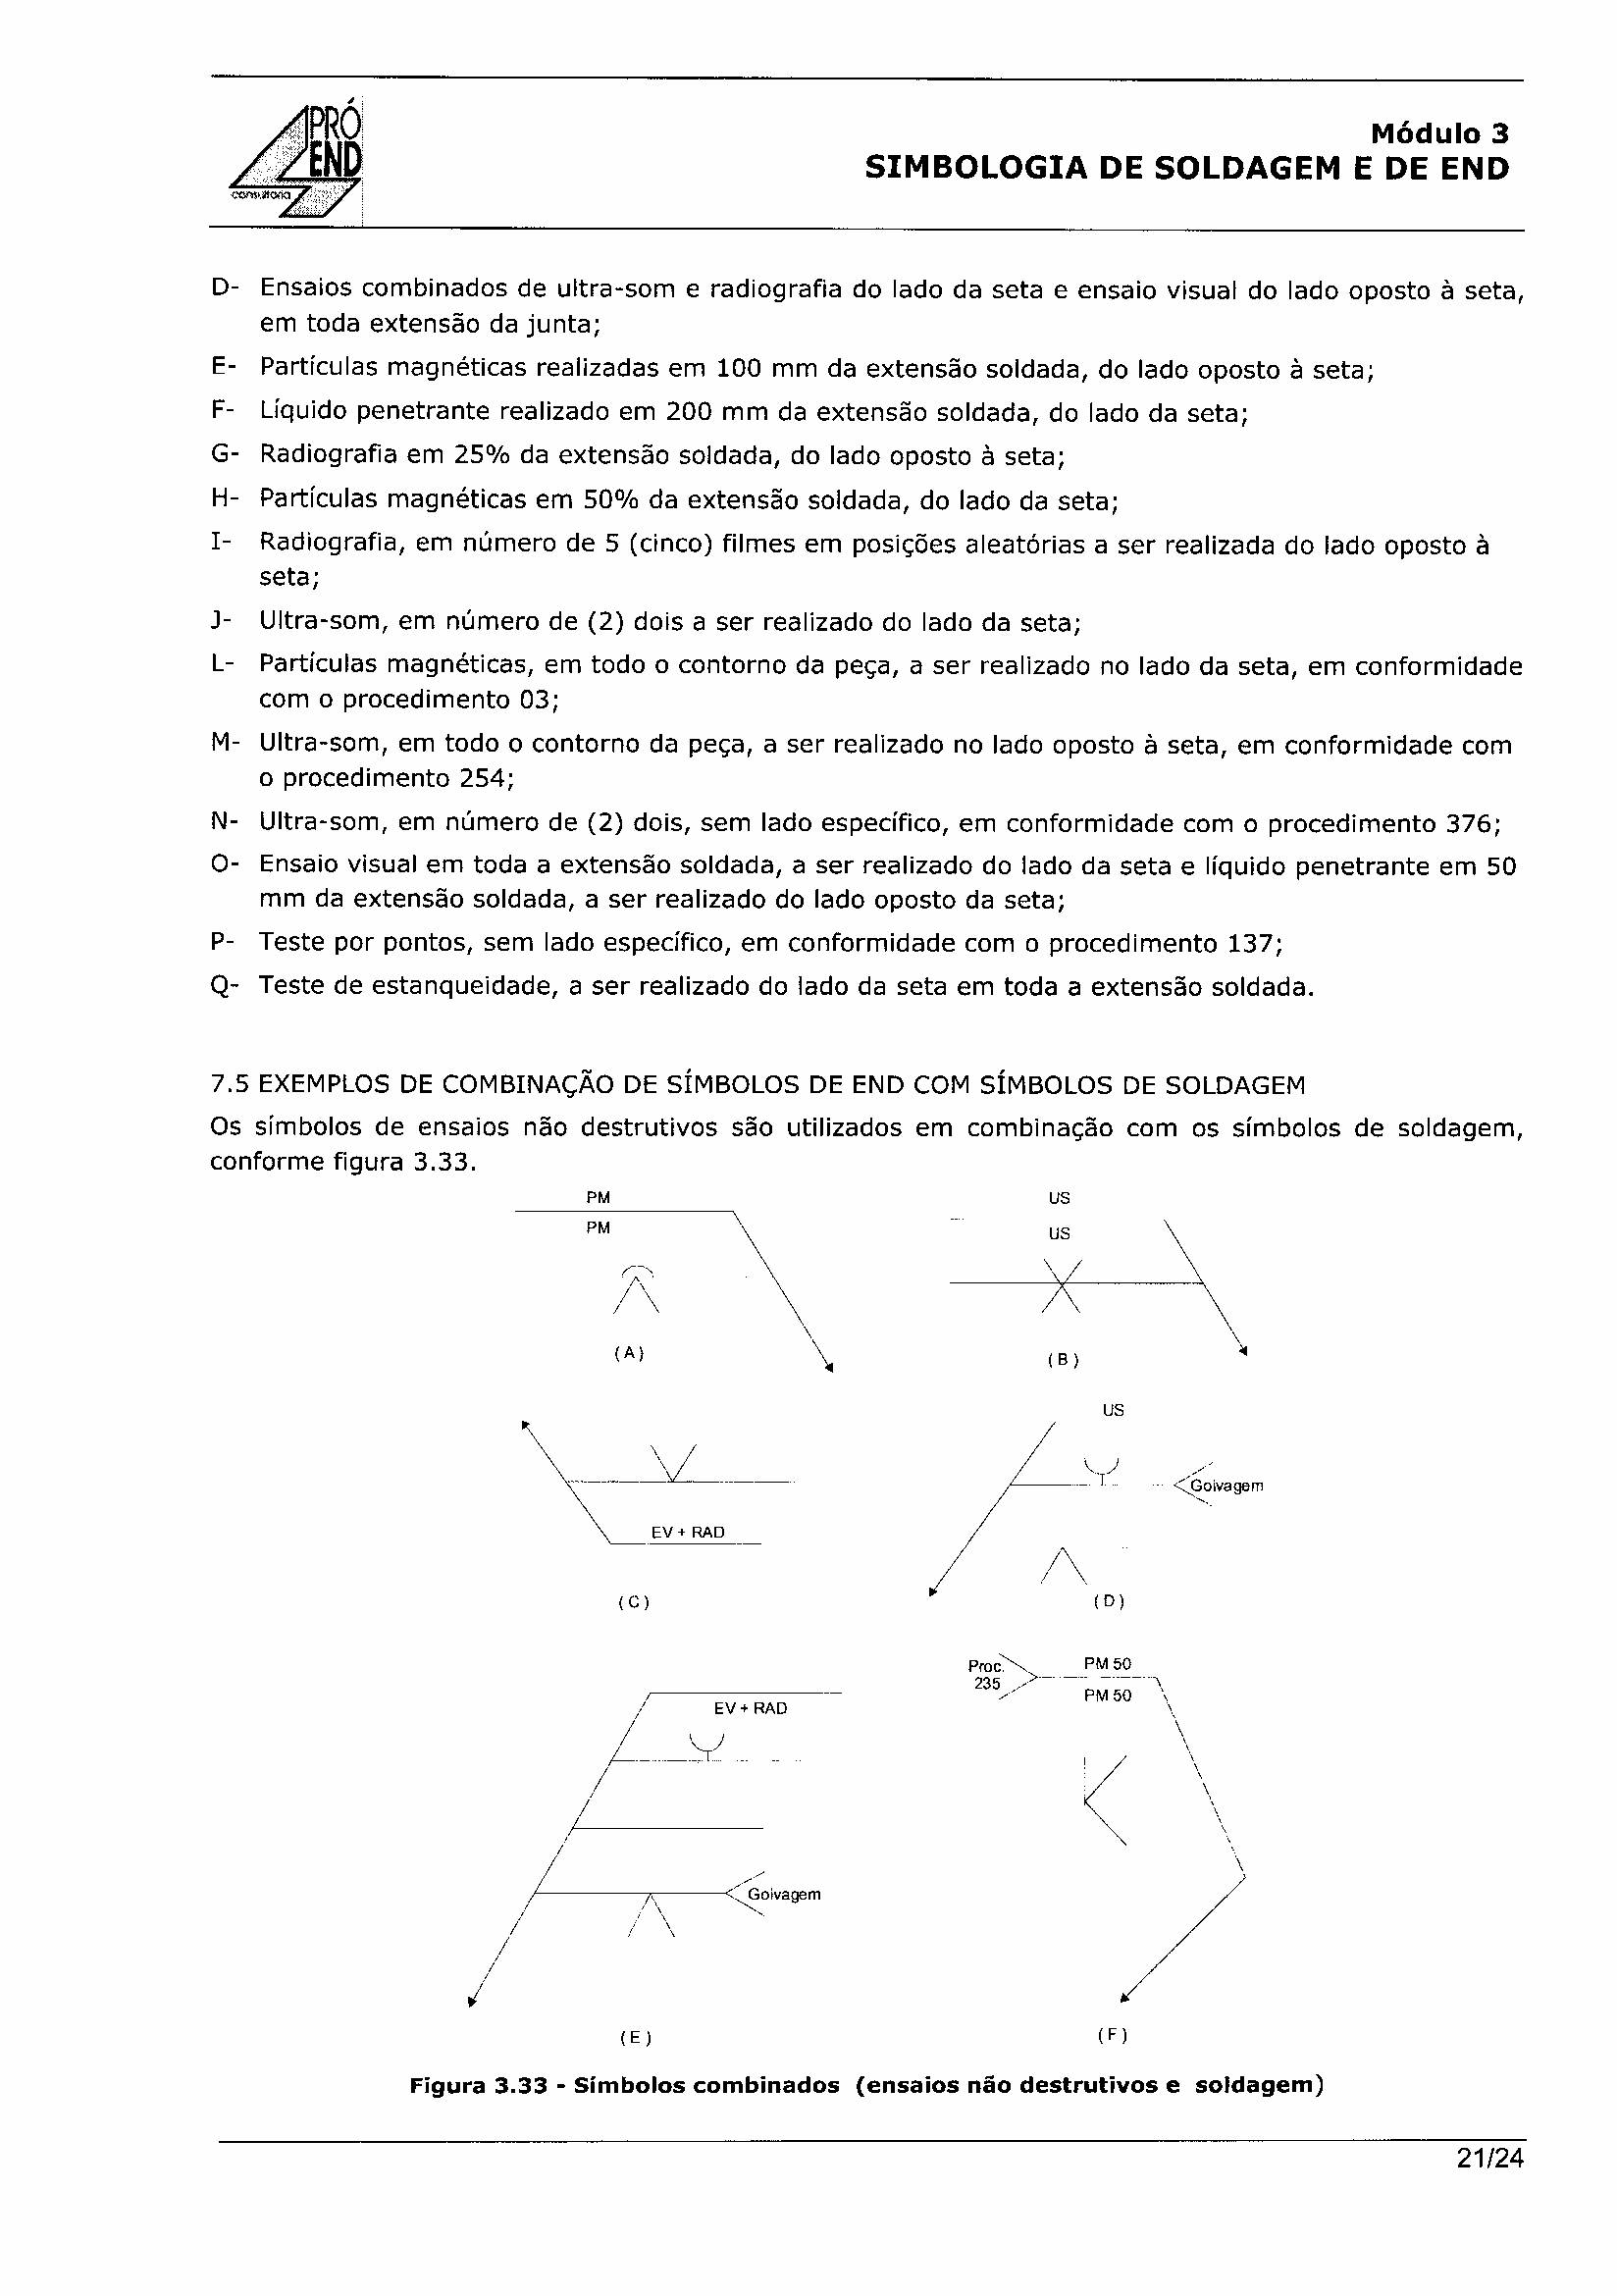 PRÓ
END
consultoria
Módulo 3
SIMBOLOGIA DE SOLDAGEM E DE END
D- Ensaios combinados de ultra-som e radiografia do lado da seta e ensaio visual do lado oposto à seta,
em toda extensão da junta;
E- Partículas magnéticas realizadas em 100 mm da extensão soldada, do lado oposto à seta;
F- Líquido penetrante realizado em 200 mm da extensão soldada, do lado da seta;
G- Radiografia em 25% da extensão soldada, do lado oposto à seta;
H- Partículas magnéticas em 50% da extensão soldada, do lado da seta;
I- Radiografia, em número de 5 (cinco) filmes em posições aleatórias a ser realizada do lado oposto à
seta;
J- Ultra-som, em número de (2) dois a ser realizado do lado da seta;
L- Partículas magnéticas, em todo o contorno da peça, a ser realizado no lado da seta, em conformidade
com o procedimento 03;
M- Ultra-som, em todo o contorno da peça, a ser realizado no lado oposto à seta, em conformidade com
o procedimento 254;
N- Ultra-som, em número de (2) dois, sem lado específico, em conformidade com o procedimento 376;
O- Ensaio visual em toda a extensão soldada, a ser realizado do lado da seta e líquido penetrante em 50
mm da extensão soldada, a ser realizado do lado oposto da seta;
P- Teste por pontos, sem lado específico, em conformidade com o procedimento 137;
Q- Teste de estanqueidade, a ser realizado do lado da seta em toda a extensão soldada.
7.5 EXEMPLOS DE COMBINAÇÃO DE SÍMBOLOS DE END COM SÍMBOLOS DE SOLDAGEM
Os símbolos de ensaios não destrutivos são utilizados em combinação com os símbolos de soldagem,
conforme figura 3.33.
PM
PM
(A)
US
US
(B)
EV + RAD
(C)
US
Goivagem
(D)
EV + RAD
Goivagem
(E)
Proc.
235
PM 50
PM 50
(F)
Figura 3.33 - Símbolos combinados (ensaios não destrutivos e soldagem)
21/24